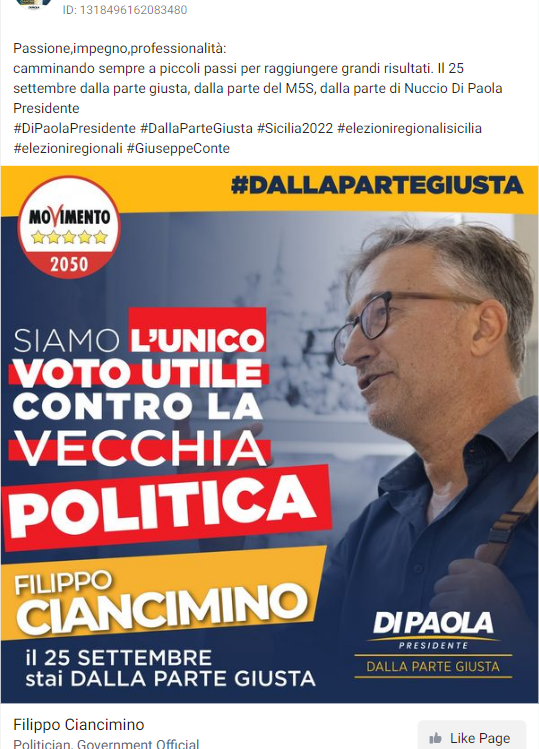 ID: 1318496162083480
Passione,impegno,professionalità:
camminando sempre a piccoli passi per raggiungere grandi risultati. Il 25
settembre dalla parte giusta, dalla parte del M5S, dalla parte di Nuccio Di Paola
Presidente
#DiPaolaPresidente #DallaParteGiusta #Sicilia2022 #elezioniregionalisicilia
#elezioniregionali #GiuseppeConte
#DALLAPARTEGIUSTA
MOVIMENTO
2050
SIAMO L'UNICO
VOTO UTILE
CONTRO LA
VECCHIA
POLITICA
FILIPPO
CIANCIMINO
il 25 SETTEMBRE
stai DALLA PARTE GIUSTA
DI PAOLA
PRESIDENTE
DALLA PARTE GIUSTA
Filippo Ciancimino
Politician, Government Official
Like Page